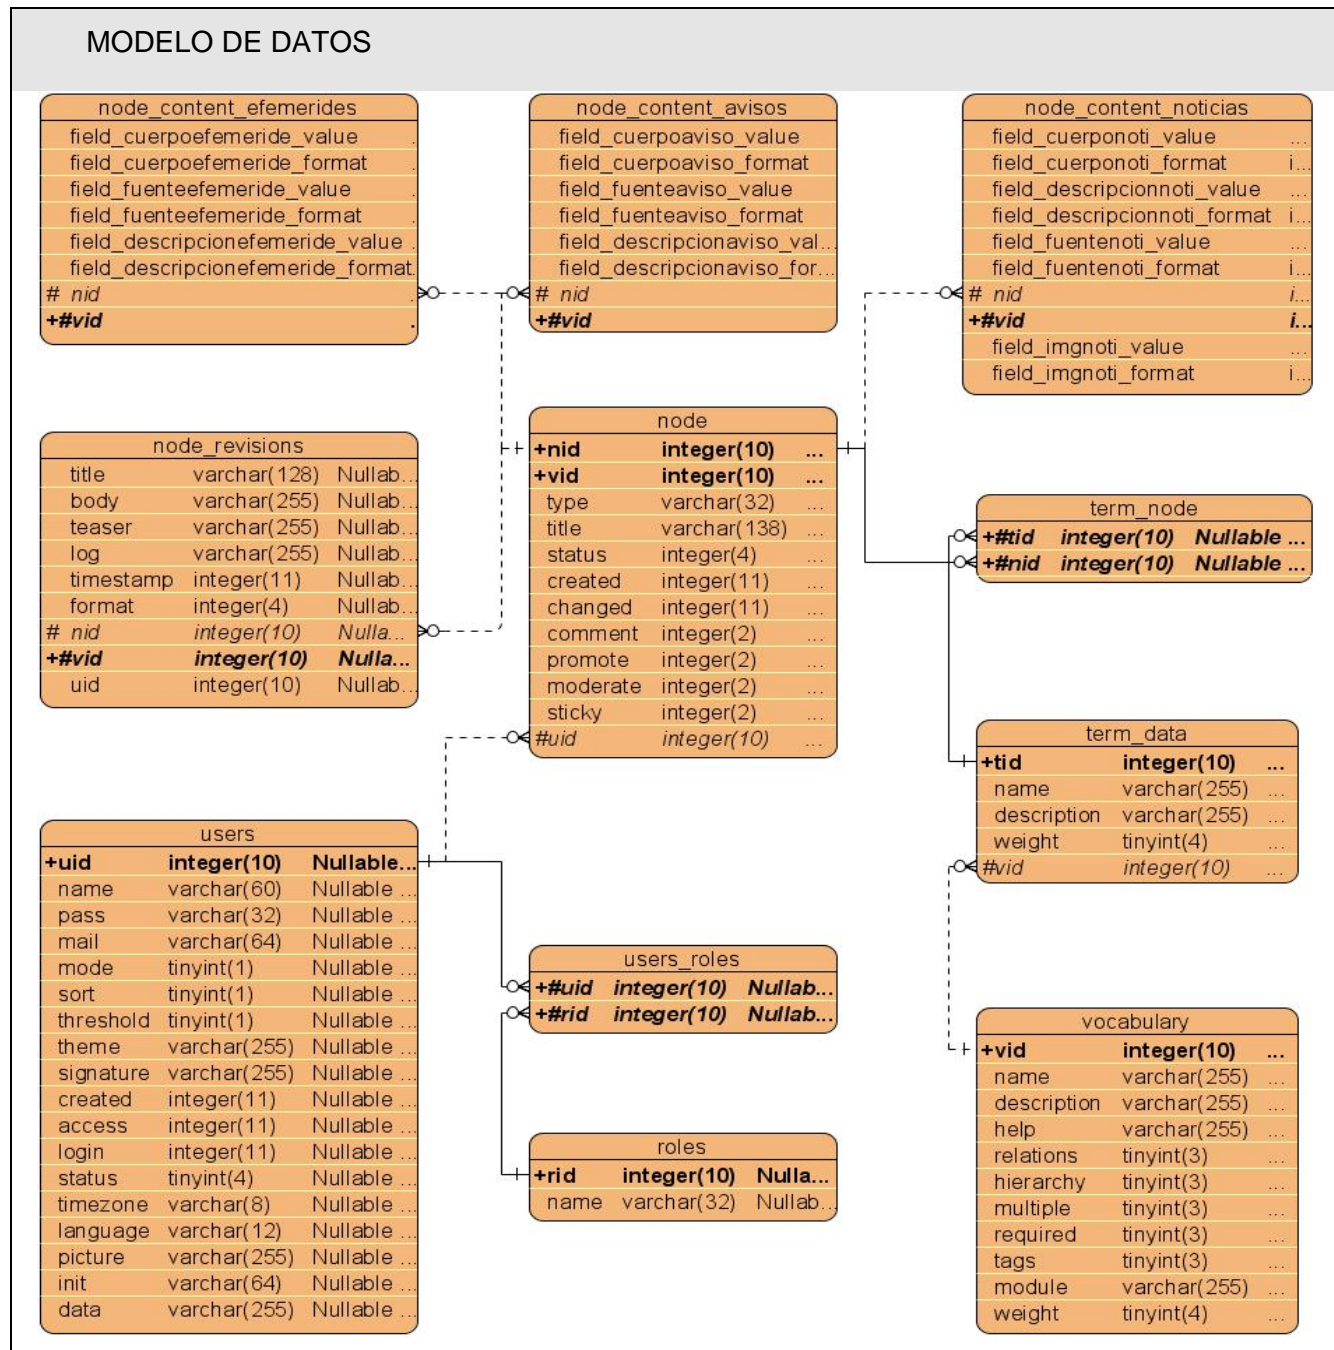 MODELO DE DATOS
node_content_efemerides
field_cuerpoefemeride_value .
field_cuerpoefemeride_format .
field_fuenteefemeride_value .
field_fuenteefemeride_format .
field_descripcionefemeride_value .
field_descripcionefemeride_format.
# nid .
+#vid .
node_content_avisos
field_cuerpoaviso_value
field_cuerpoaviso_format
field_fuenteaviso_value
field_fuenteaviso_format
field_descripcionaviso_val...
field_descripcionaviso_for...
# nid
+#vid
node_content_noticias
field_cuerponoti_value ...
field_cuerponoti_format i...
field_descripcionnoti_value ...
field_descripcionnoti_format i...
field_fuentenoti_value ...
field_fuentenoti_format i...
# nid i...
+#vid i...
field_imgnoti_value ...
field_imgnoti_format i...
node_revisions
title varchar(128) Nullab...
body varchar(255) Nullab...
teaser varchar(255) Nullab...
log varchar(255) Nullab...
timestamp integer(11) Nullab...
format integer(4) Nullab...
# nid integer(10) Nulla...
+#vid integer(10) Nulla...
uid integer(10) Nullab...
node
+nid integer(10) ...
+vid integer(10) ...
type varchar(32) ...
title varchar(138) ...
status integer(4) ...
created integer(11) ...
changed integer(11) ...
comment integer(2) ...
promote integer(2) ...
moderate integer(2) ...
sticky integer(2) ...
#uid integer(10) ...
term_node
+#tid integer(10) Nullable ...
+#nid integer(10) Nullable ...
term_data
+tid integer(10) ...
name varchar(255) ...
description varchar(255) ...
weight tinyint(4) ...
#vid integer(10) ...
users
+uid integer(10) Nullable...
name varchar(60) Nullable ...
pass varchar(32) Nullable ...
mail varchar(64) Nullable ...
mode tinyint(1) Nullable ...
sort tinyint(1) Nullable ...
threshold tinyint(1) Nullable ...
theme varchar(255) Nullable ...
signature varchar(255) Nullable ...
created integer(11) Nullable ...
access integer(11) Nullable ...
login integer(11) Nullable ...
status tinyint(4) Nullable ...
timezone varchar(8) Nullable ...
language varchar(12) Nullable ...
picture varchar(255) Nullable ...
init varchar(64) Nullable ...
data varchar(255) Nullable ...
users_roles
+#uid integer(10) Nullab...
+#rid integer(10) Nullab...
roles
+rid integer(10) Nulla...
name varchar(32) Nullab...
vocabulary
+vid integer(10) ...
name varchar(255) ...
description varchar(255) ...
help varchar(255) ...
relations tinyint(3) ...
hierarchy tinyint(3) ...
multiple tinyint(3) ...
required tinyint(3) ...
tags tinyint(3) ...
module varchar(255) ...
weight tinyint(4) ...